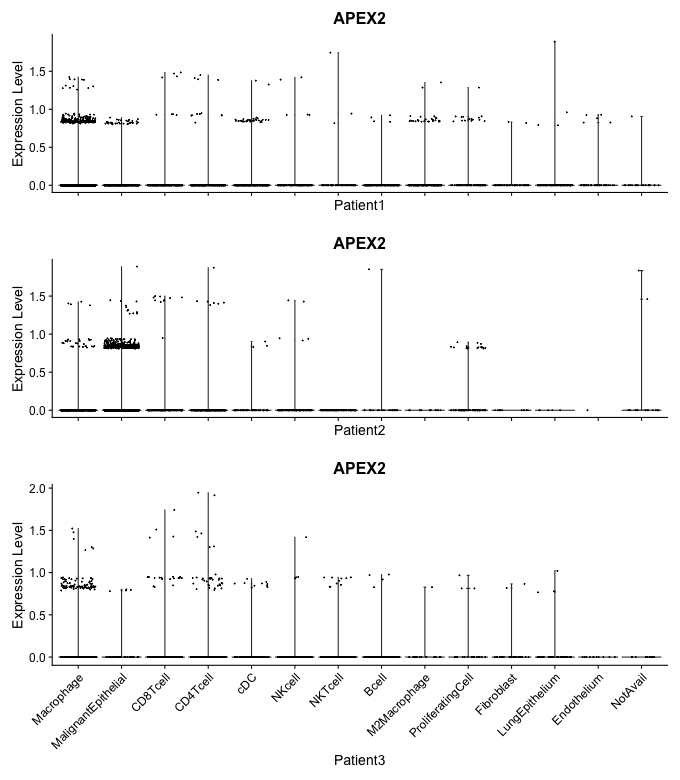 APEX2
Expression Level
1.5
1.0
0.5
0.0
Patient1
APEX2
Expression Level
1.5
1.0
0.5
0.0
Patient2
APEX2
Expression Level
2.0
1.5
1.0
0.5
0.0
Macrophage
MalignantEpithelial
CD8Tcell
CD4Tcell
cDC
NKcell
NKTcell
Bcell
M2Macrophage
ProliferatingCell
Fibroblast
LungEpithelium
Endothelium
NotAvail
Patient3